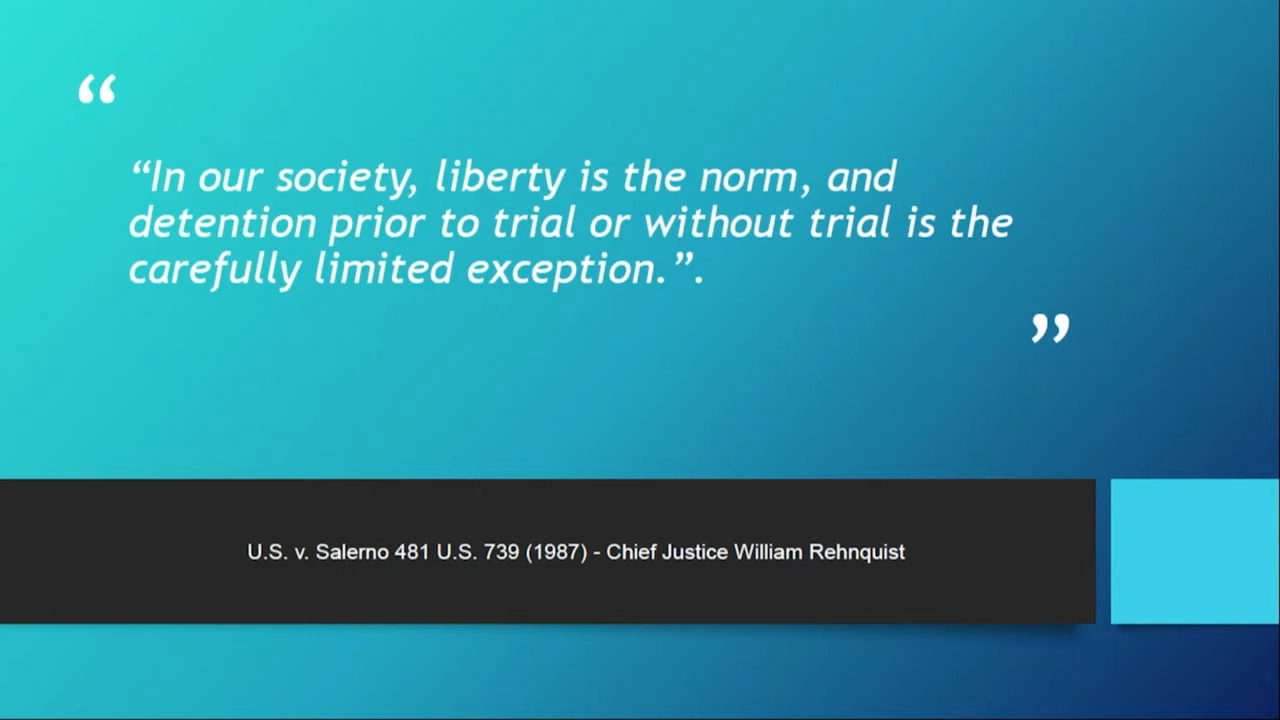 “
“In our society, liberty is the norm, and
detention prior to trial or without trial is the
carefully limited exception.”.
”
U.S. v. Salerno 481 U.S. 739 (1987) - Chief Justice William Rehnquist